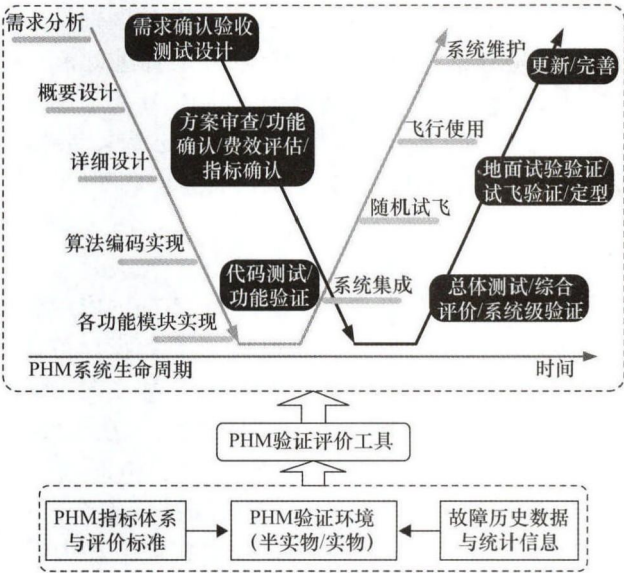 需求分析
概要设计
详细设计
算法编码实现
各功能模块实现
需求确认验收
测试设计
方案审查/功能
确认/费效评估/
指标确认
代码测试/
功能验证
系统维护
飞行使用
随机试飞
系统集成
更新/完善
地面试验验证/
试飞验证/定型
总体测试/综合
评价/系统级验证
PHM系统生命周期
时间
PHM验证评价工具
PHM指标体系
与评价标准
PHM验证环境
(半实物/实物)
故障历史数据
与统计信息